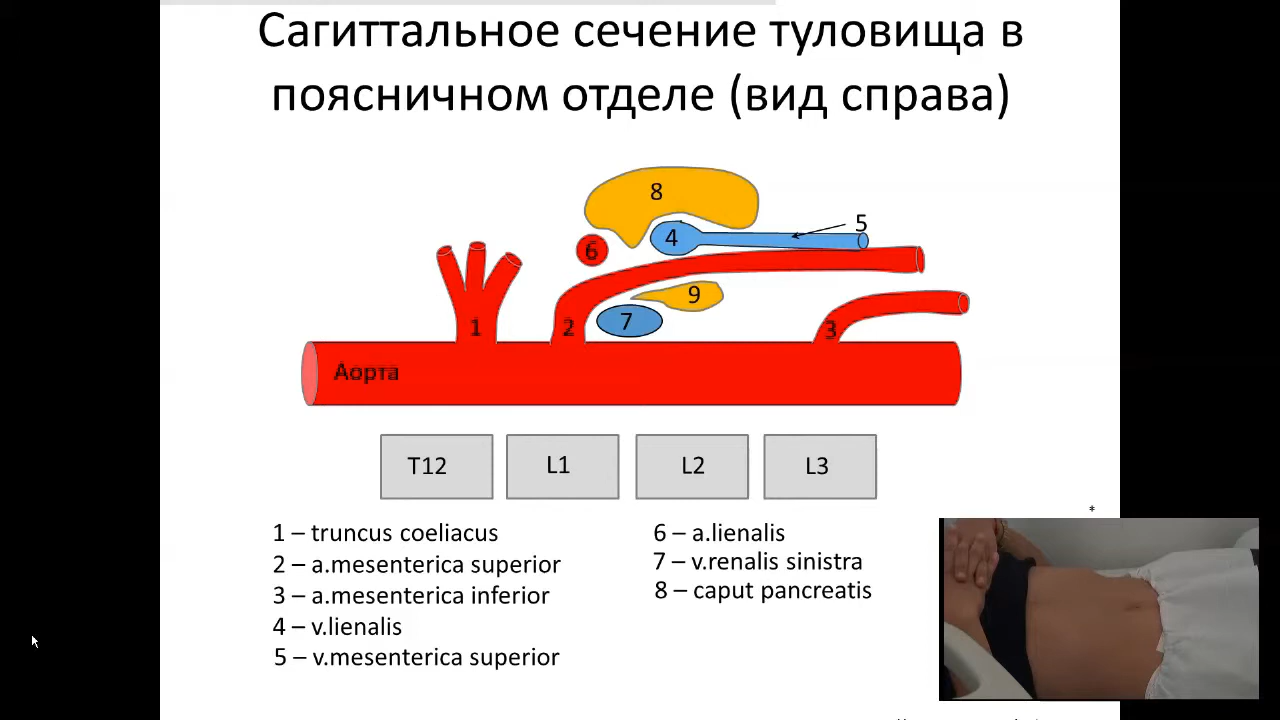 Сагиттальное сечение туловища в
поясничном отделе (вид справа)
8
5
4
6
9
7
1
2
3
Аорта
T12
L1
L2
L3
*
1 – truncus coeliacus
2 – a.mesenterica superior
3 – a.mesenterica inferior
4 – v.lienalis
5 – v.mesenterica superior
6 – a.lienalis
7 – v.renalis sinistra
8 – caput pancreatis